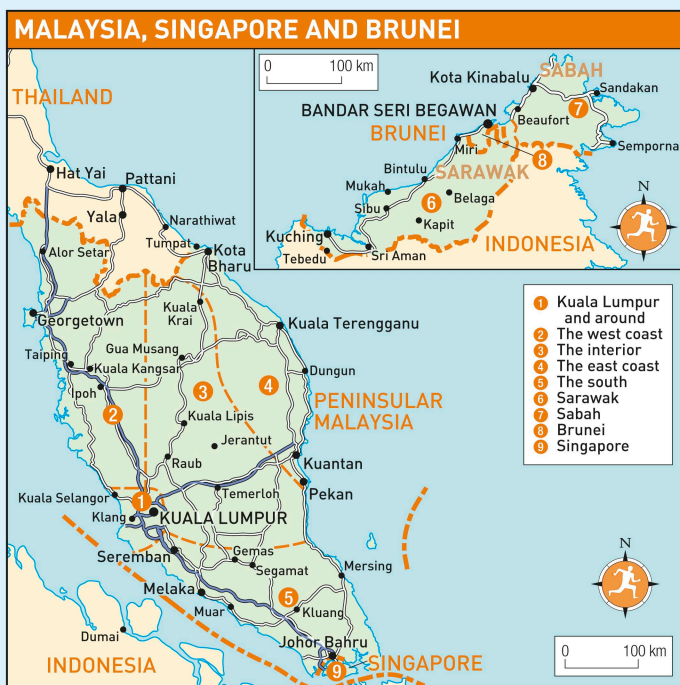 MALAYSIA, SINGAPORE AND BRUNEI
0 100 km
Kota Kinabalu
SABAH
Sandakan
7
BANDAR SERI BEGAWAN
Beaufort
BRUNEI
Miri
8
Semporna
SARAWAK
Bintulu
Mukah
Belaga
Sibu
6
Kapit
Kuching
INDONESIA
Tebedu
Sri Aman
N
THAILAND
Hat Yai
Pattani
Yala
Narathiwat
Tumpat
Kota
Bharu
Alor Setar
Kuala
Krai
Georgetown
Kuala Terengganu
Taiping
Gua Musang
Kuala Kangsar
Dungun
Ipoh
3
4
2
PENINSULAR
MALAYSIA
Kuala Lipis
Jerantut
Raub
Kuantan
Kuala Selangor
1
Temerloh
Pekan
Klang
KUALA LUMPUR
Seremban
Gemas
Segamat
Mersing
Melaka
5
Muar
Kluang
Dumai
Johor Bahru
INDONESIA
9
SINGAPORE
1 Kuala Lumpur
and around
2 The west coast
3 The interior
4 The east coast
5 The south
6 Sarawak
7 Sabah
8 Brunei
9 Singapore
N
0 100 km